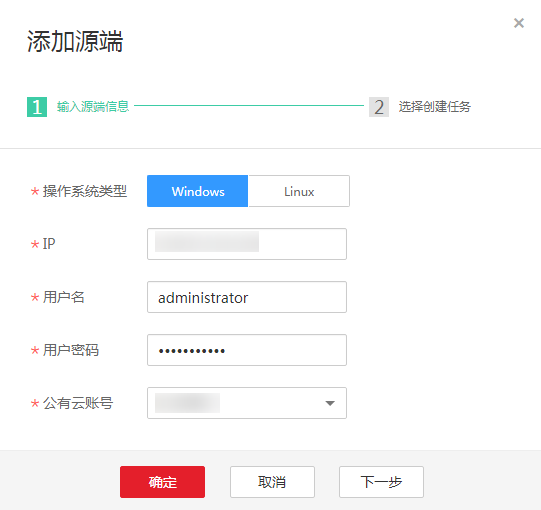 添加源端
1 输入源端信息 2 选择创建任务
* 操作系统类型 Windows Linux
* IP
* 用户名 administrator
* 用户密码 •••••••••••
* 公有云账号
确定 取消 下一步